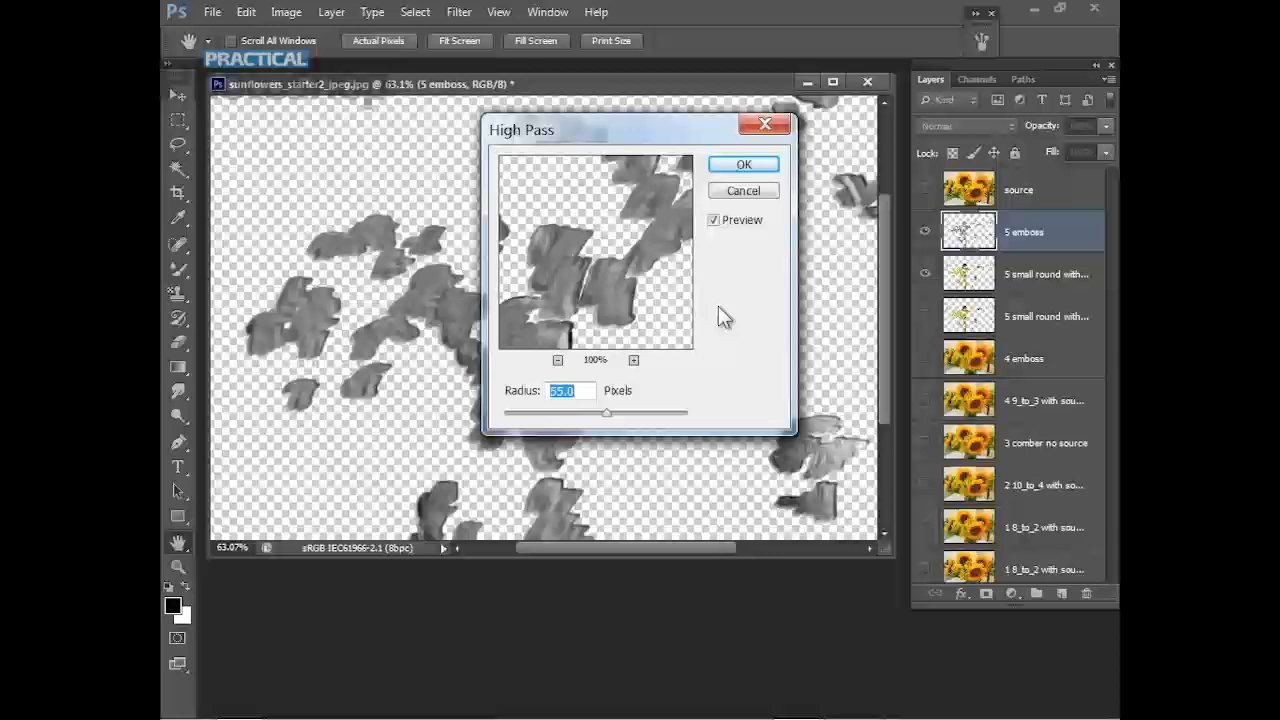 Ps File Edit Image Layer Type Select Filter View Window Help
Scroll All Windows Actual Pixels Fit Screen Fill Screen Print Size
PRACTICAL
Ps sunflowers_starter2_jpeg.jpg @ 63.1% (5 emboss, RGB/8) *
Layers Channels Paths
Kind
Normal Opacity:
Lock: Fill:
High Pass
OK
Cancel
Preview
100%
Radius: 55.0 Pixels
source
5 emboss
5 small round with...
5 small round with...
4 emboss
4 9_to_3 with sou...
3 comber no source
2 10_to_4 with so...
1 8_to_2 with sou...
1 8_to_2 with sou...
63.07% sRGB IEC61966-2.1 (8bpc)
fx